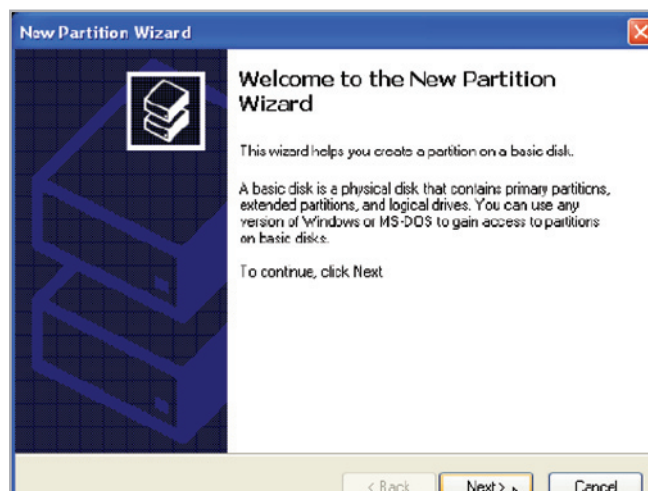 New Partition Wizard
Welcome to the New Partition
Wizard
This wizard helps you create a partition on a basic disk.
A basic disk is a physical disk that contains primary partitions,
extended partitions, and logical drives. You can use any
version of Windows or MS-DOS to gain access to partitions
on basic disks.
To continue, click Next
< Back Next > Cancel